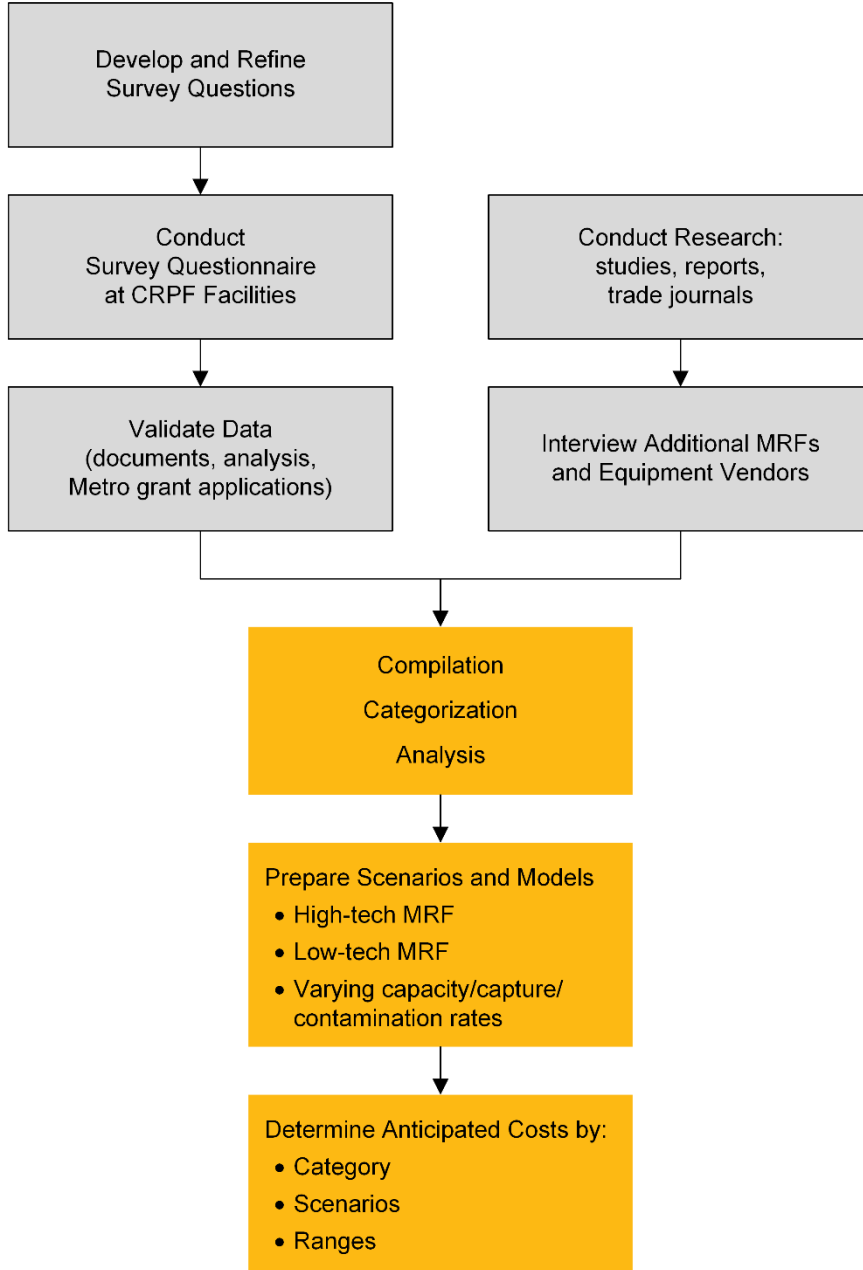 Develop and Refine
Survey Questions
Conduct
Survey Questionnaire
at CRPF Facilities
Conduct Research:
studies, reports,
trade journals
Validate Data
(documents, analysis,
Metro grant applications)
Interview Additional MRFs
and Equipment Vendors
Compilation
Categorization
Analysis
Prepare Scenarios and Models
• High-tech MRF
• Low-tech MRF
• Varying capacity/capture/
contamination rates
Determine Anticipated Costs by:
• Category
• Scenarios
• Ranges